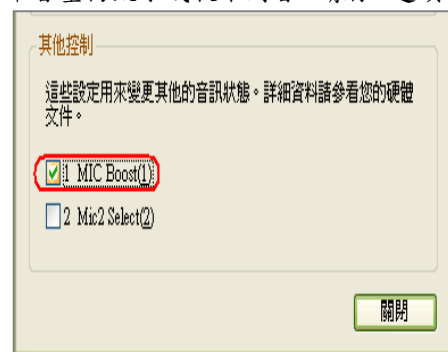 其他控制
這些設定用來變更其他的音訊狀態。詳細資料請參看您的硬體
文件。
1 MIC Boost(1)
2 Mic2 Select(2)
關閉